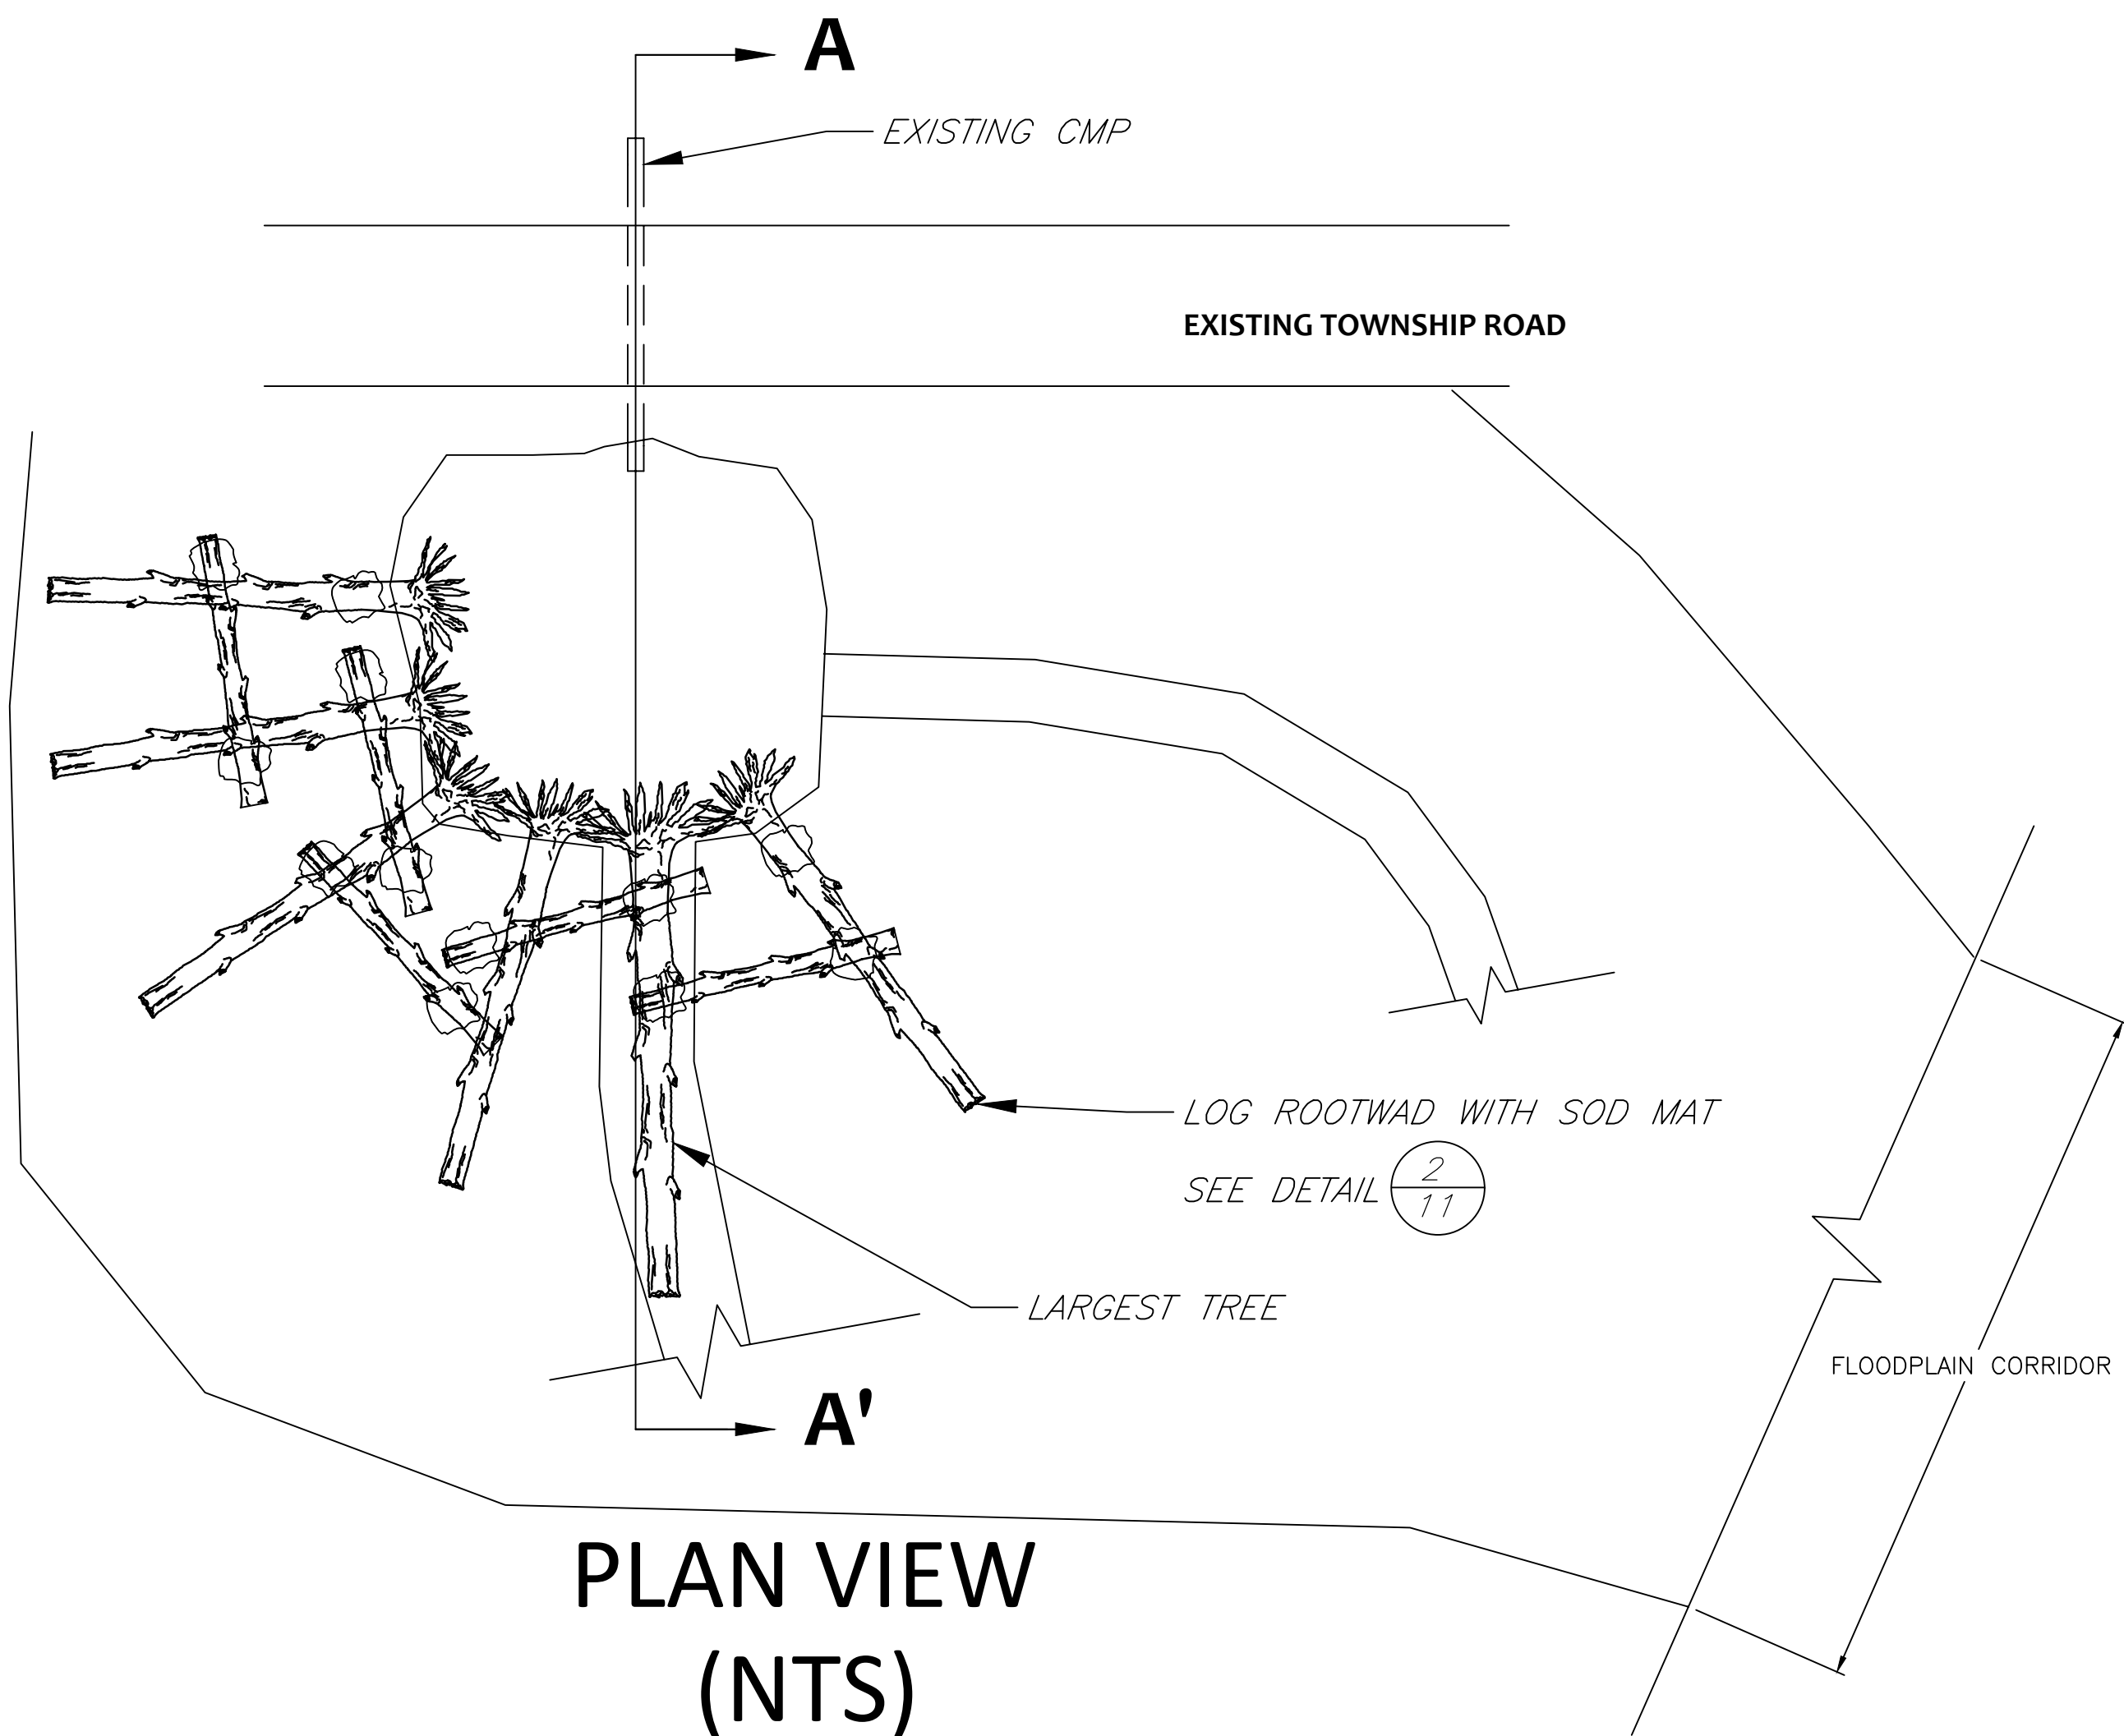 A
EXISTING CMP
EXISTING TOWNSHIP ROAD
LOG ROOTWAD WITH SOD MAT
SEE DETAIL 2
11
LARGEST TREE
FLOODPLAIN CORRIDOR
A'
PLAN VIEW
(NTS)